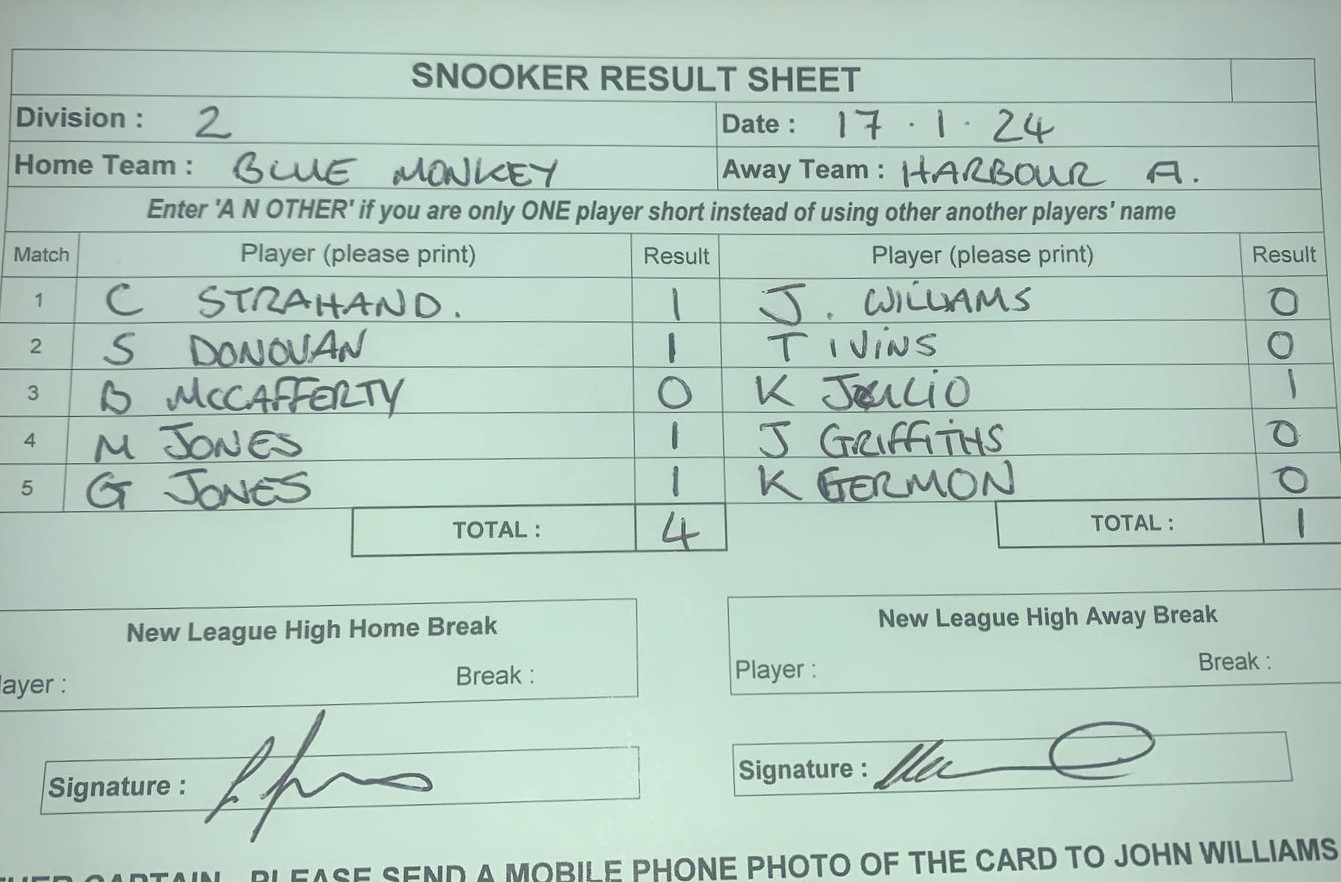 SNOOKER RESULT SHEET
Division : 2 Date : 17 . 1 . 24
Home Team : BLUE MONKEY Away Team : HARBOUR A.
Enter 'A N OTHER' if you are only ONE player short instead of using other another players' name
Match Player (please print) Result Player (please print) Result
1 C STRAHAND. 1 J. WILLIAMS 0
2 S DONOVAN 1 T IVINS 0
3 B McCAFFERTY 0 K 1
4 M JONES 1 J GRIFFITHS 0
5 G JONES 1 K GERMON 0
TOTAL : 4 TOTAL : 1
New League High Home Break New League High Away Break
layer : Break : Player : Break :
Signature : Signature :
CAPTAIN PLEASE SEND A MOBILE PHONE PHOTO OF THE CARD TO JOHN WILLIAMS